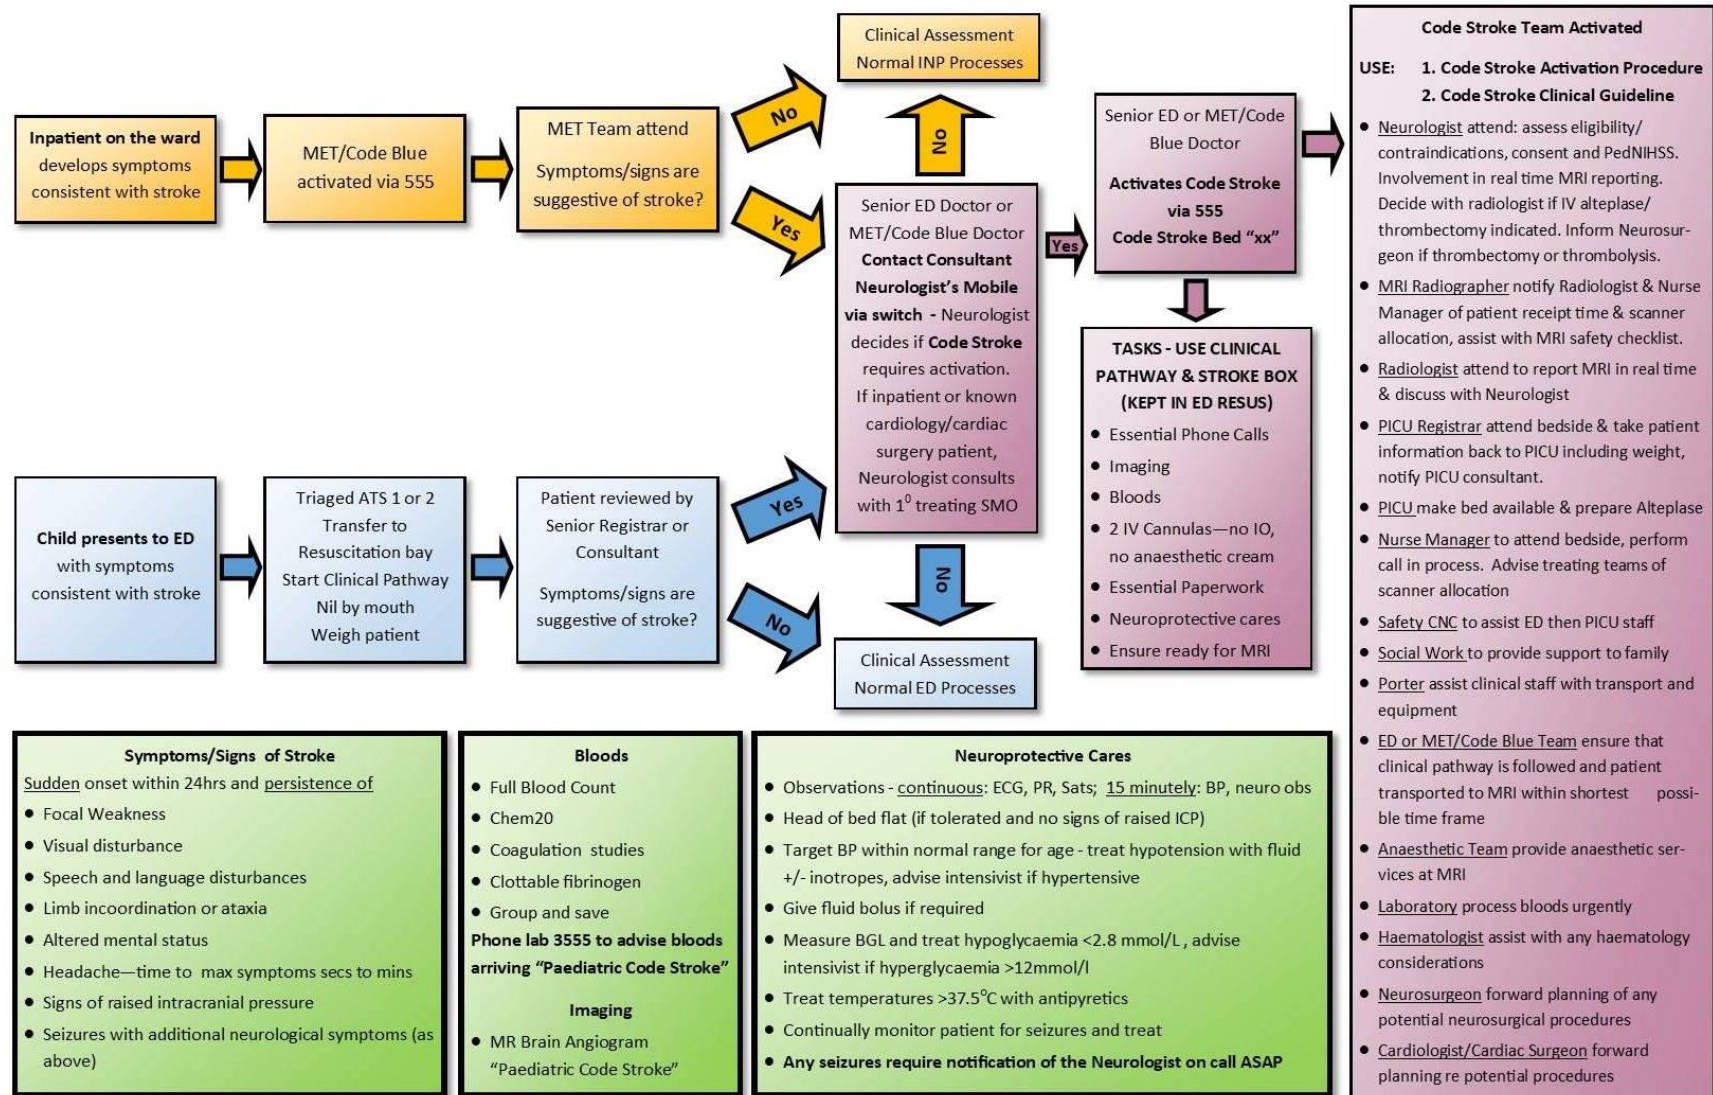 Clinical Assessment
Normal INP Processes
Inpatient on the ward
develops symptoms
consistent with stroke
MET/Code Blue
activated via 555
MET Team attend
Symptoms/signs are
suggestive of stroke?
No
Yes
No
Senior ED Doctor or
MET/Code Blue Doctor
Contact Consultant
Neurologist's Mobile
via switch - Neurologist
decides if Code Stroke
requires activation.
If inpatient or known
cardiology/cardiac
surgery patient,
Neurologist consults
with 1⁰ treating SMO
Yes
Senior ED or MET/Code
Blue Doctor
Activates Code Stroke
via 555
Code Stroke Bed "xx"
TASKS - USE CLINICAL
PATHWAY & STROKE BOX
(KEPT IN ED RESUS)
● Essential Phone Calls
● Imaging
● Bloods
● 2 IV Cannulas—no IO,
no anaesthetic cream
● Essential Paperwork
● Neuroprotective cares
● Ensure ready for MRI
Child presents to ED
with symptoms
consistent with stroke
Triaged ATS 1 or 2
Transfer to
Resuscitation bay
Start Clinical Pathway
Nil by mouth
Weigh patient
Patient reviewed by
Senior Registrar or
Consultant
Symptoms/signs are
suggestive of stroke?
Yes
No
No
Clinical Assessment
Normal ED Processes
Code Stroke Team Activated
USE: 1. Code Stroke Activation Procedure
2. Code Stroke Clinical Guideline
● Neurologist attend: assess eligibility/
contraindications, consent and PedNIHSS.
Involvement in real time MRI reporting.
Decide with radiologist if IV alteplase/
thrombectomy indicated. Inform Neurosur-
geon if thrombectomy or thrombolysis.
● MRI Radiographer notify Radiologist & Nurse
Manager of patient receipt time & scanner
allocation, assist with MRI safety checklist.
● Radiologist attend to report MRI in real time
& discuss with Neurologist
● PICU Registrar attend bedside & take patient
information back to PICU including weight,
notify PICU consultant.
● PICU make bed available & prepare Alteplase
● Nurse Manager to attend bedside, perform
call in process. Advise treating teams of
scanner allocation
● Safety CNC to assist ED then PICU staff
● Social Work to provide support to family
● Porter assist clinical staff with transport and
equipment
● ED or MET/Code Blue Team ensure that
clinical pathway is followed and patient
transported to MRI within shortest possi-
ble time frame
● Anaesthetic Team provide anaesthetic ser-
vices at MRI
● Laboratory process bloods urgently
● Haematologist assist with any haematology
considerations
● Neurosurgeon forward planning of any
potential neurosurgical procedures
● Cardiologist/Cardiac Surgeon forward
planning re potential procedures
Symptoms/Signs of Stroke
Sudden onset within 24hrs and persistence of
● Focal Weakness
● Visual disturbance
● Speech and language disturbances
● Limb incoordination or ataxia
● Altered mental status
● Headache—time to max symptoms secs to mins
● Signs of raised intracranial pressure
● Seizures with additional neurological symptoms (as
above)
Bloods
● Full Blood Count
● Chem20
● Coagulation studies
● Clottable fibrinogen
● Group and save
Phone lab 3555 to advise bloods
arriving "Paediatric Code Stroke"
Imaging
● MR Brain Angiogram
"Paediatric Code Stroke"
Neuroprotective Cares
● Observations - continuous: ECG, PR, Sats; 15 minutely: BP, neuro obs
● Head of bed flat (if tolerated and no signs of raised ICP)
● Target BP within normal range for age - treat hypotension with fluid
+/- inotropes, advise intensivist if hypertensive
● Give fluid bolus if required
● Measure BGL and treat hypoglycaemia <2.8 mmol/L , advise
intensivist if hyperglycaemia >12mmol/l
● Treat temperatures >37.5⁰C with antipyretics
● Continually monitor patient for seizures and treat
● Any seizures require notification of the Neurologist on call ASAP